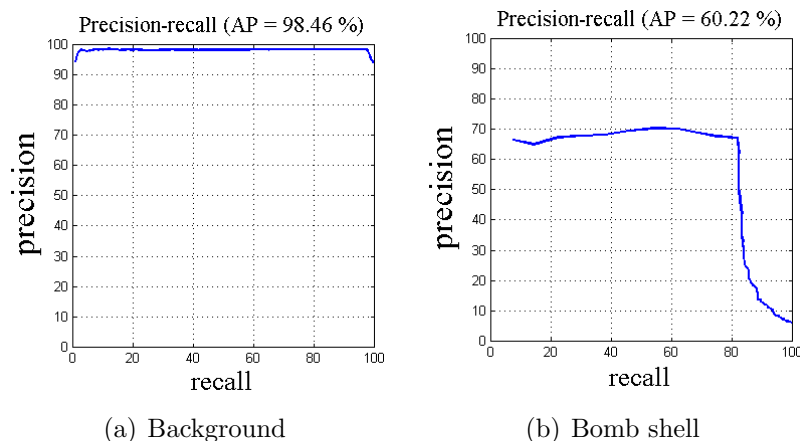 Precision-recall (AP = 98.46 %)
100
90
80
70
60
50
40
30
20
10
0
0 20 40 60 80 100
precision
recall
(a) Background
Precision-recall (AP = 60.22 %)
100
90
80
70
60
50
40
30
20
10
0
0 20 40 60 80 100
precision
recall
(b) Bomb shell